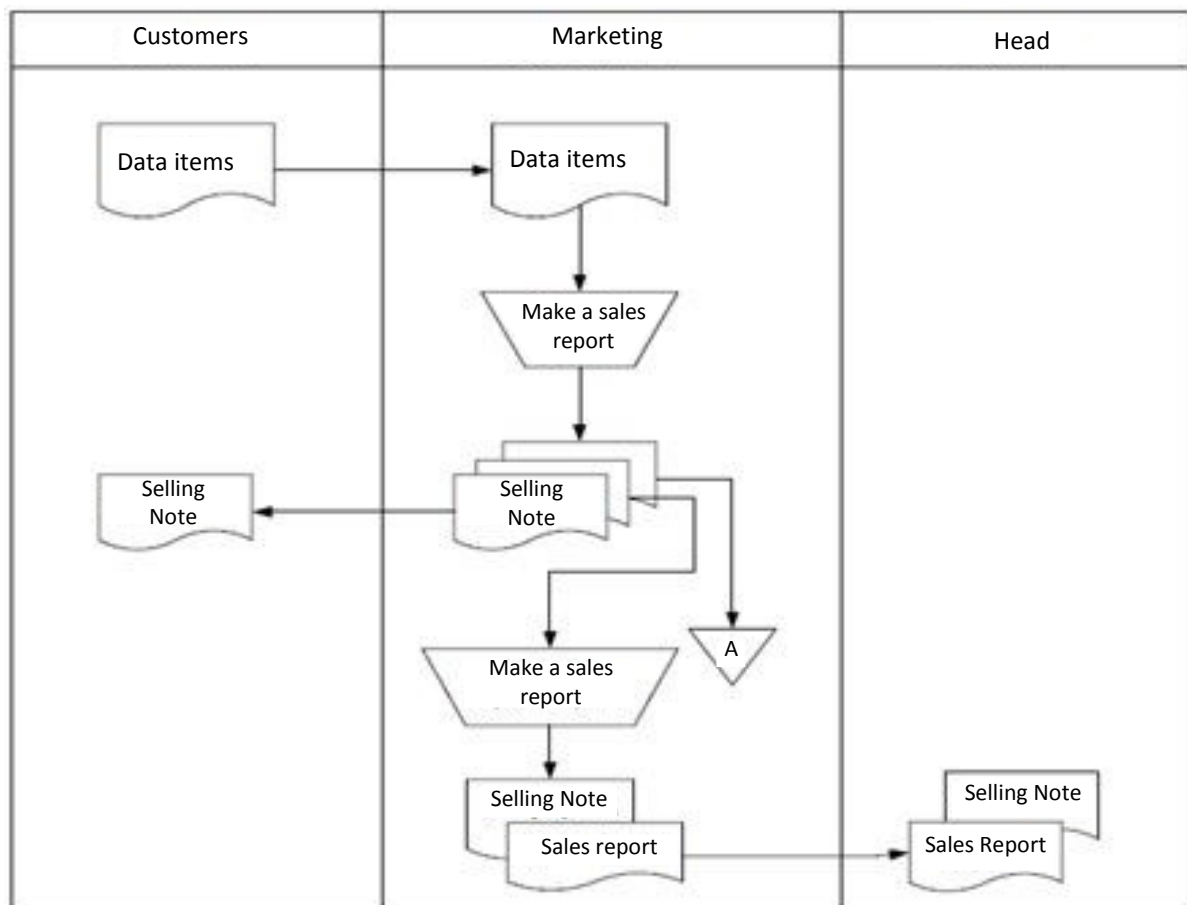 Customers
Marketing
Head
Data items
Data items
Make a sales
report
Selling
Note
Selling
Note
A
Make a sales
report
Selling Note
Sales report
Selling Note
Sales Report